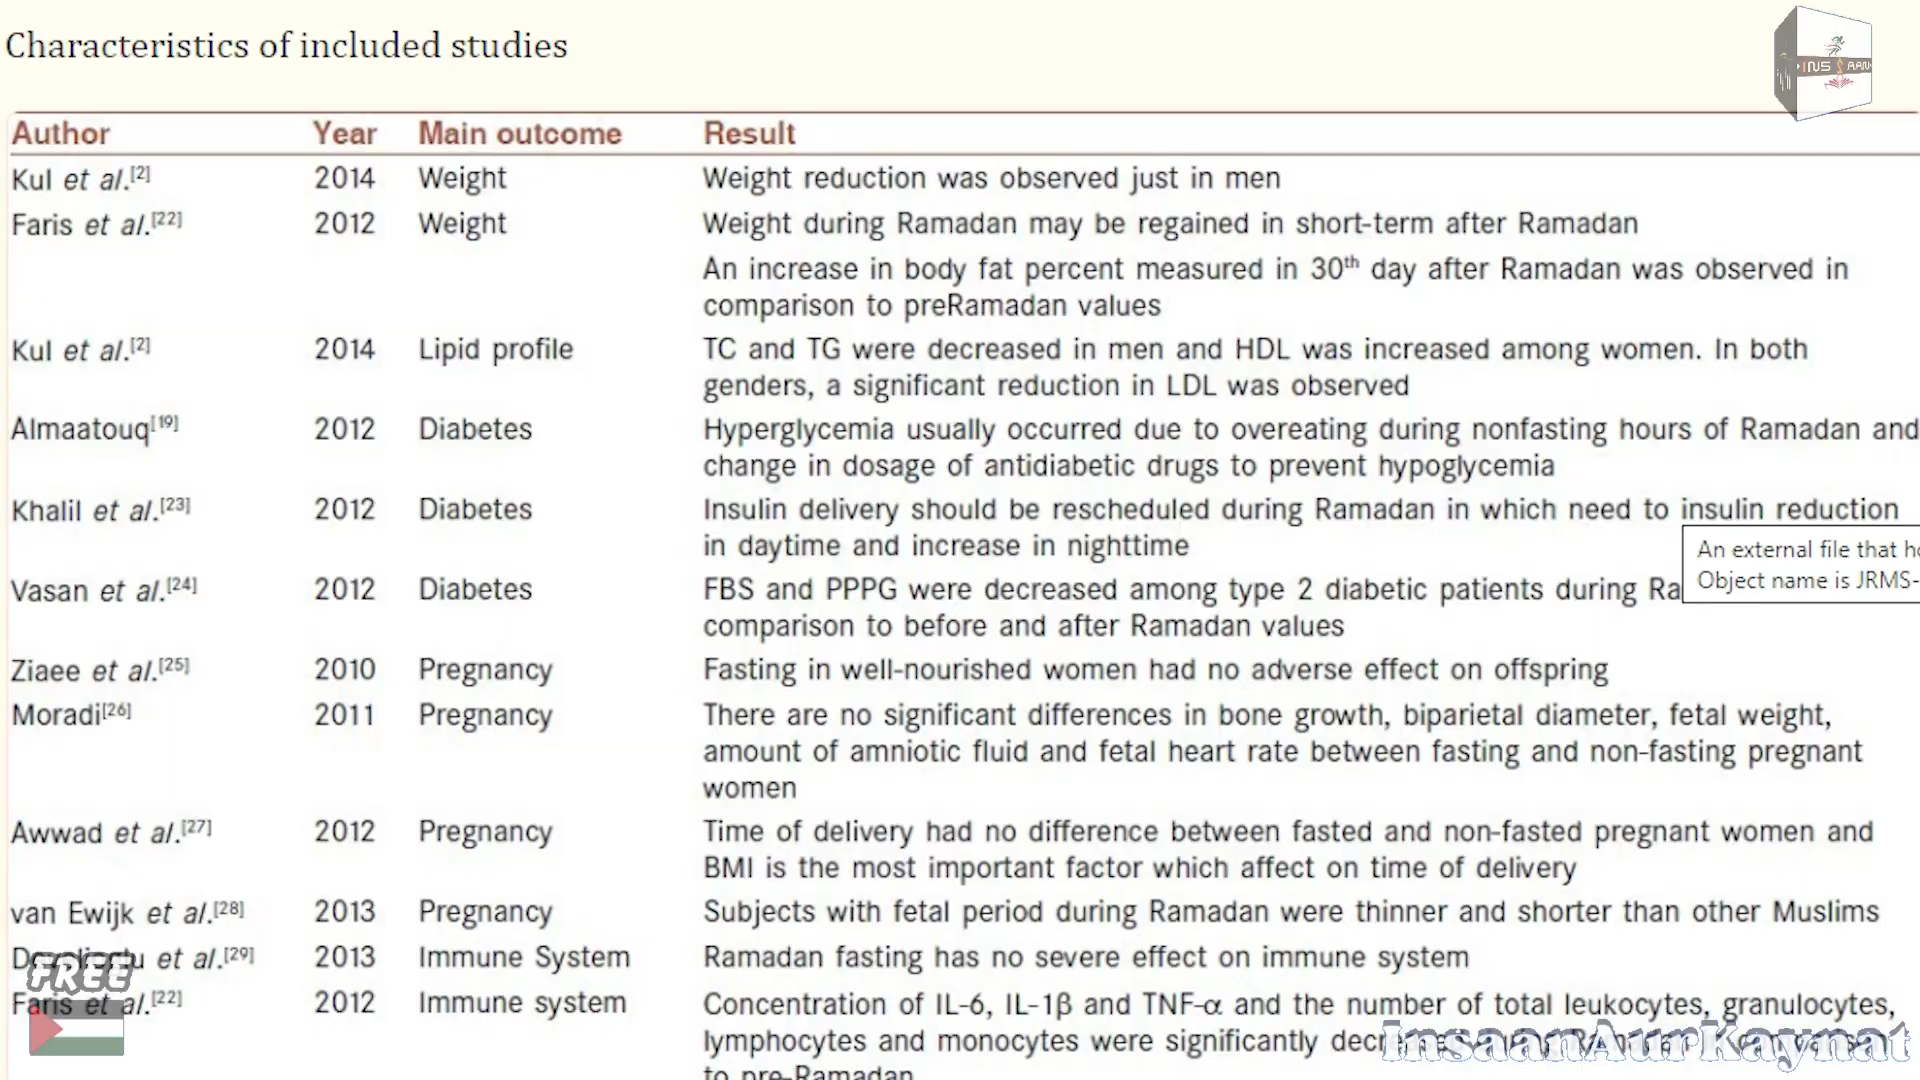 Characteristics of included studies
INSAAN
Author Year Main outcome Result
Kul et al.[2] 2014 Weight Weight reduction was observed just in men
Faris et al.[22] 2012 Weight Weight during Ramadan may be regained in short-term after Ramadan
An increase in body fat percent measured in 30th day after Ramadan was observed in
comparison to preRamadan values
Kul et al.[2] 2014 Lipid profile TC and TG were decreased in men and HDL was increased among women. In both
genders, a significant reduction in LDL was observed
Almaatouq[19] 2012 Diabetes Hyperglycemia usually occurred due to overeating during nonfasting hours of Ramadan and
change in dosage of antidiabetic drugs to prevent hypoglycemia
Khalil et al.[23] 2012 Diabetes Insulin delivery should be rescheduled during Ramadan in which need to insulin reduction
in daytime and increase in nighttime
An external file that ho
Object name is JRMS-
Vasan et al.[24] 2012 Diabetes FBS and PPPG were decreased among type 2 diabetic patients during Ra
comparison to before and after Ramadan values
Ziaee et al.[25] 2010 Pregnancy Fasting in well-nourished women had no adverse effect on offspring
Moradi[26] 2011 Pregnancy There are no significant differences in bone growth, biparietal diameter, fetal weight,
amount of amniotic fluid and fetal heart rate between fasting and non-fasting pregnant
women
Awwad et al.[27] 2012 Pregnancy Time of delivery had no difference between fasted and non-fasted pregnant women and
BMI is the most important factor which affect on time of delivery
van Ewijk et al.[28] 2013 Pregnancy Subjects with fetal period during Ramadan were thinner and shorter than other Muslims
et al.[29] 2013 Immune System Ramadan fasting has no severe effect on immune system
FREE
Faris et al.[22] 2012 Immune system Concentration of IL-6, IL-1β and TNF-α and the number of total leukocytes, granulocytes,
lymphocytes and monocytes were significantly
InsaanAurKaynat
to pre-Ramadan